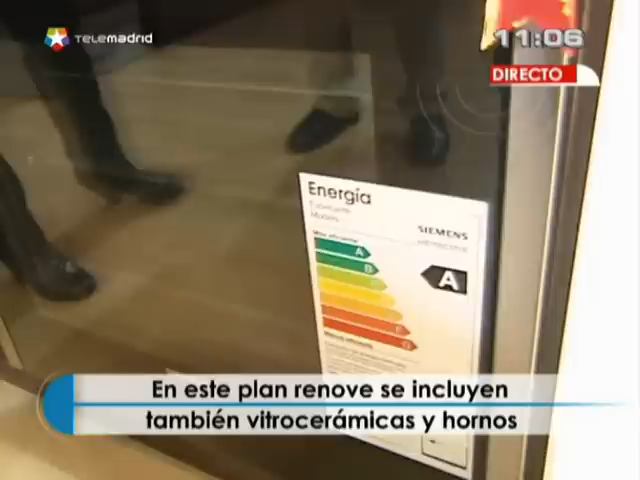 TELEMADRID
11:06
DIRECTO
Energía
SIEMENS
A
B
A
G
En este plan renove se incluyen
también vitrocerámicas y hornos